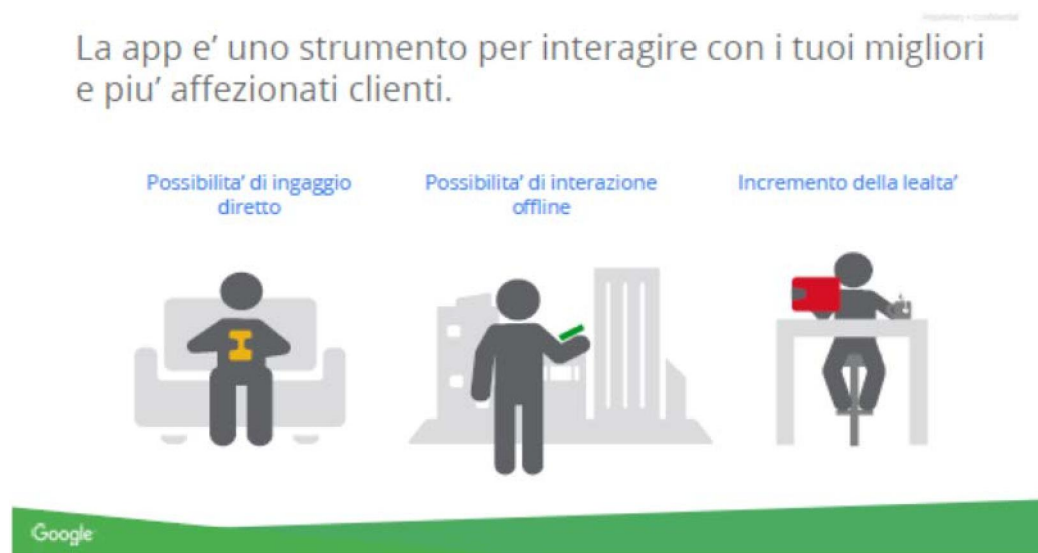 La app e' uno strumento per interagire con i tuoi migliori
e piu' affezionati clienti.
Possibilita' di ingaggio
diretto
Possibilita' di interazione
offline
Incremento della lealta'
Google